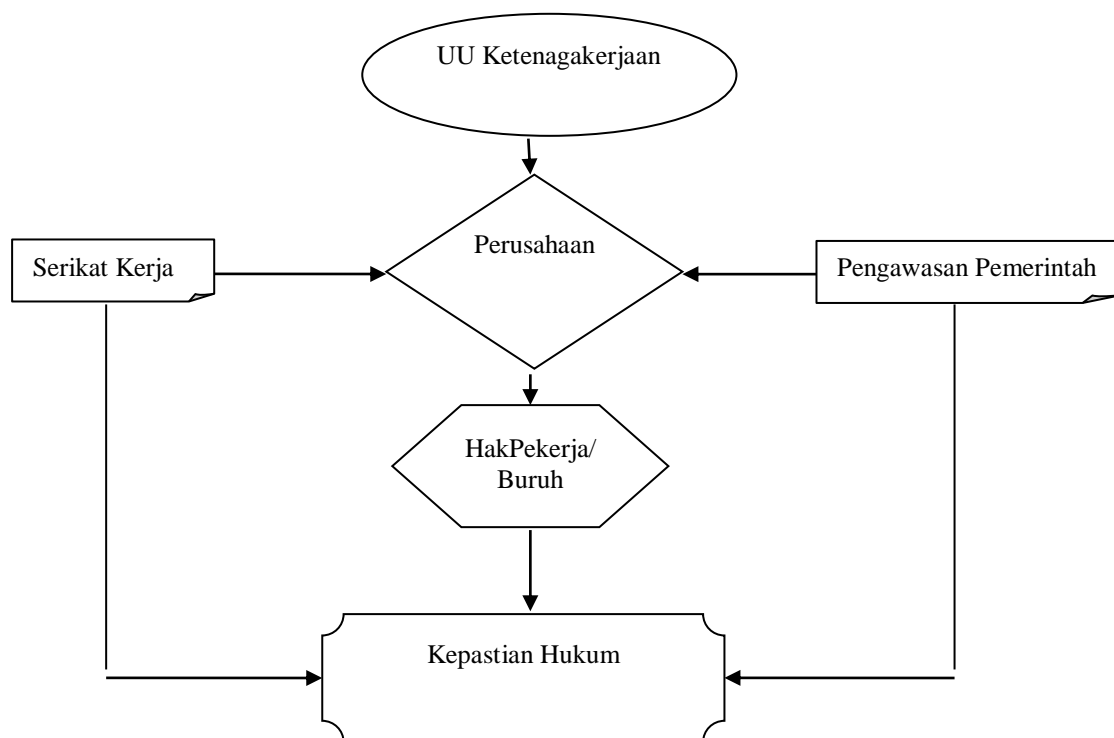 UU Ketenagakerjaan
Perusahaan
Serikat Kerja
Pengawasan Pemerintah
HakPekerja/
Buruh
Kepastian Hukum